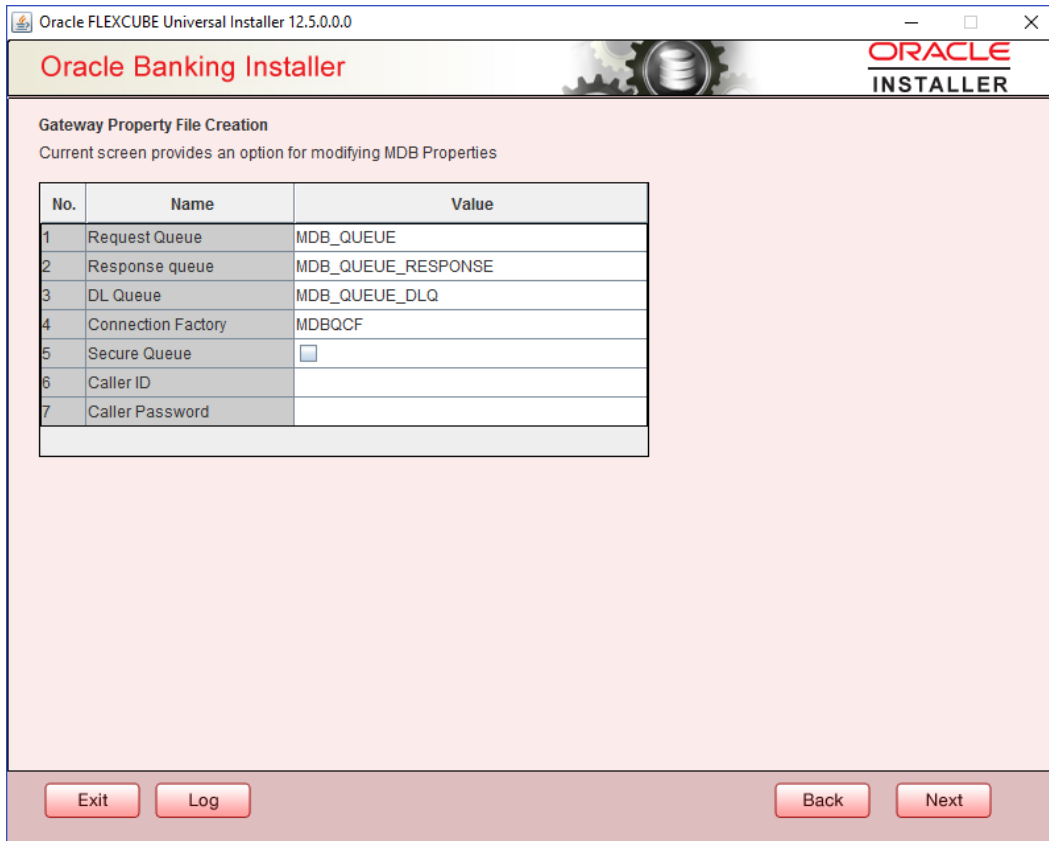 Oracle FLEXCUBE Universal Installer 12.5.0.0.0
Oracle Banking Installer
ORACLE
INSTALLER
Gateway Property File Creation
Current screen provides an option for modifying MDB Properties
No. Name Value
1 Request Queue MDB_QUEUE
2 Response queue MDB_QUEUE_RESPONSE
3 DL Queue MDB_QUEUE_DLQ
4 Connection Factory MDBQCF
5 Secure Queue
6 Caller ID
7 Caller Password
Exit Log Back Next